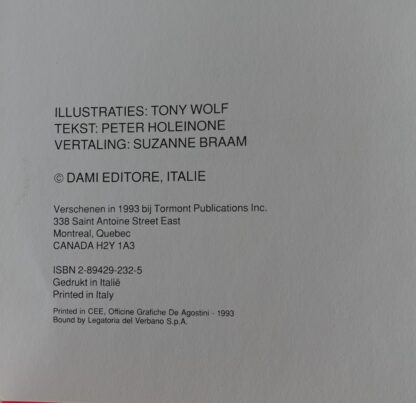 ILLUSTRATIES: TONY WOLF
TEKST: PETER HOLEINONE
VERTALING: SUZANNE BRAAM
© DAMI EDITORE, ITALIE
Verschenen in 1993 bij Tormont Publications Inc.
338 Saint Antoine Street East
Montreal, Quebec
CANADA H2Y 1A3
ISBN 2-89429-232-5
Gedrukt in Italië
Printed in Italy
Printed in CEE, Officine Grafiche De Agostini - 1993
Bound by Legatoria del Verbano S.p.A.